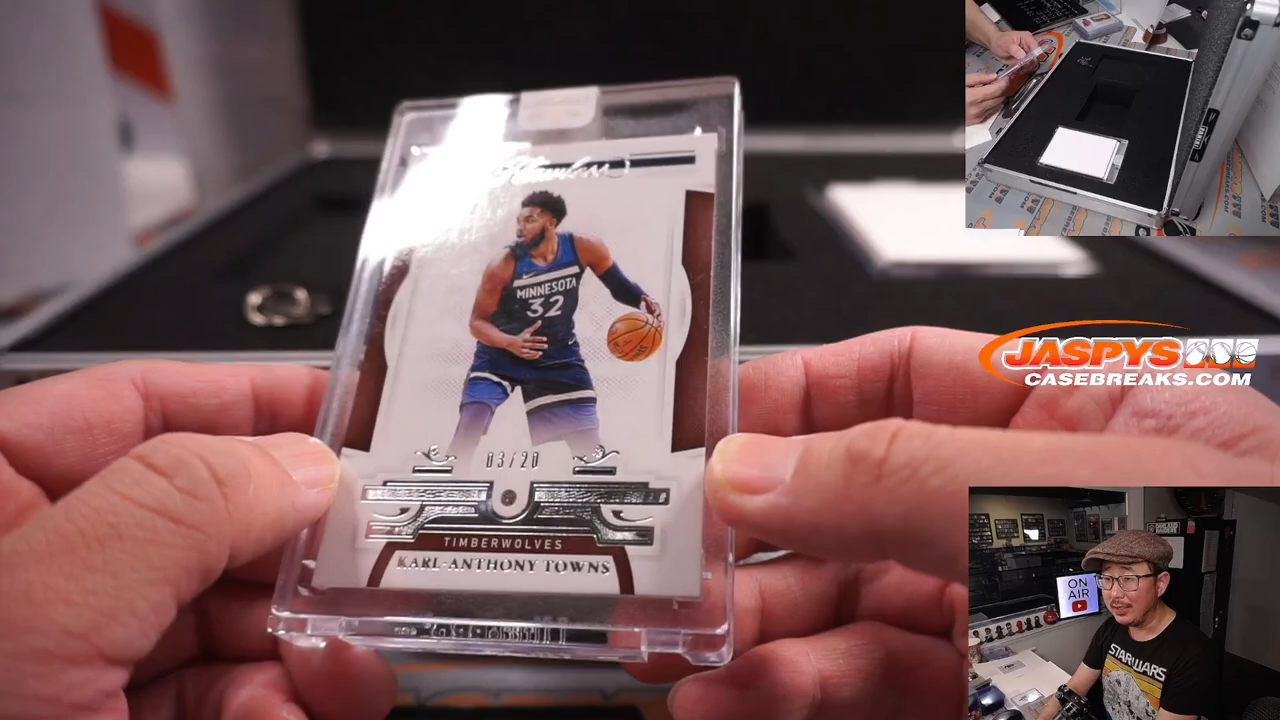 MINNESOTA
32
03/20
TIMBERWOLVES
KARL-ANTHONY TOWNS
JASPYS
CASEBREAKS.COM
ON
AIR
STAR WARS